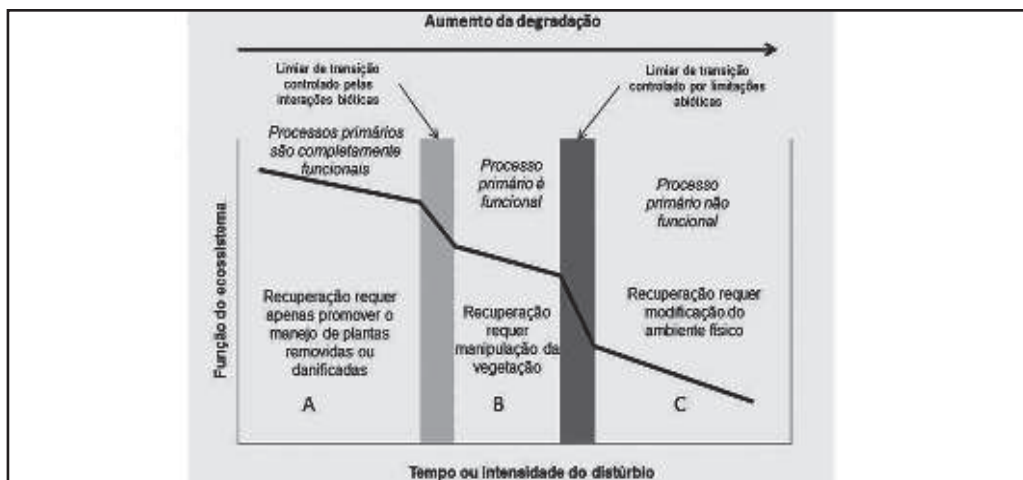 Aumento da degradação
Limiar de transição
controlado pelas
interações bióticas
Limiar de transição
controlado por limitações
abióticas
Processos primários
são completamente
funcionais
Processo
primário é
funcional
Processo
primário não
funcional
Função do ecossistema
Recuperação requer
apenas promover o
manejo de plantas
removidas ou
danificadas
Recuperação
requer
manipulação da
vegetação
Recuperação requer
modificação do
ambiente físico
A
B
C
Tempo ou intensidade do distúrbio